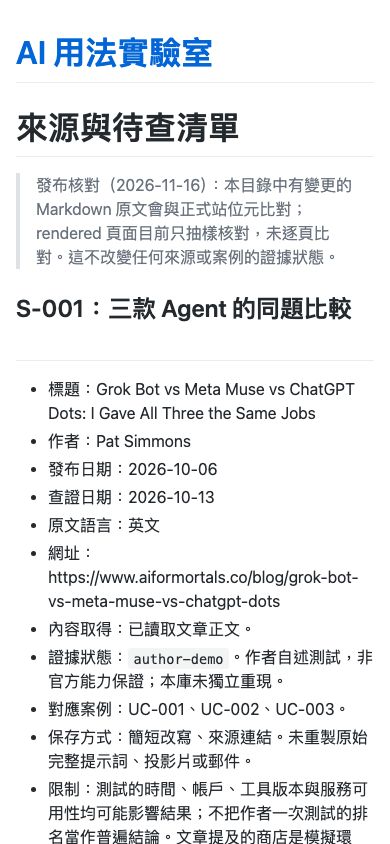 AI 用法實驗室
來源與待查清單
發布核對（2026-11-16）：本目錄中有變更的
Markdown 原文會與正式站位元比對；
rendered 頁面目前只抽樣核對，未逐頁比
對。這不改變任何來源或案例的證據狀態。
S-001：三款 Agent 的同題比較
標題：Grok Bot vs Meta Muse vs ChatGPT
Dots: I Gave All Three the Same Jobs
作者：Pat Simmons
發布日期：2026-10-06
查證日期：2026-10-13
原文語言：英文
網址：
https://www.aiformortals.co/blog/grok-bot-
vs-meta-muse-vs-chatgpt-dots
內容取得：已讀取文章正文。
證據狀態：author-demo。作者自述測試，非
官方能力保證；本庫未獨立重現。
對應案例：UC-001、UC-002、UC-003。
保存方式：簡短改寫、來源連結。未重製原始
完整提示詞、投影片或郵件。
限制：測試的時間、帳戶、工具版本與服務可
用性均可能影響結果；不把作者一次測試的排
名當作普遍結論。文章提及的商店是模擬環